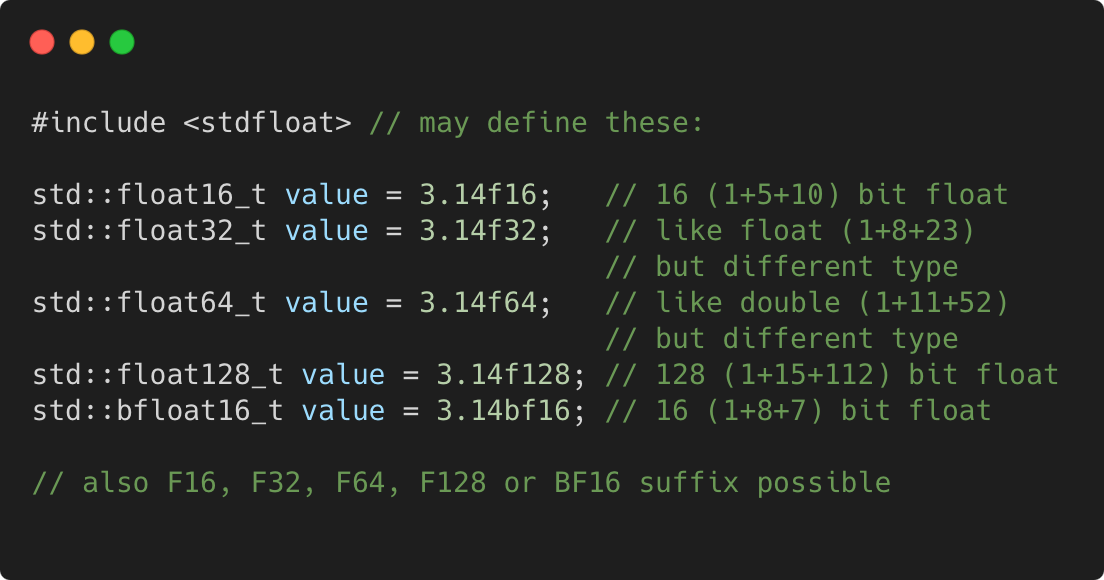 #include <stdfloat> // may define these:
std::float16_t value = 3.14f16;   // 16 (1+5+10) bit float
std::float32_t value = 3.14f32;   // like float (1+8+23)
                                  // but different type
std::float64_t value = 3.14f64;   // like double (1+11+52)
                                  // but different type
std::float128_t value = 3.14f128; // 128 (1+15+112) bit float
std::bfloat16_t value = 3.14bf16; // 16 (1+8+7) bit float
// also F16, F32, F64, F128 or BF16 suffix possible